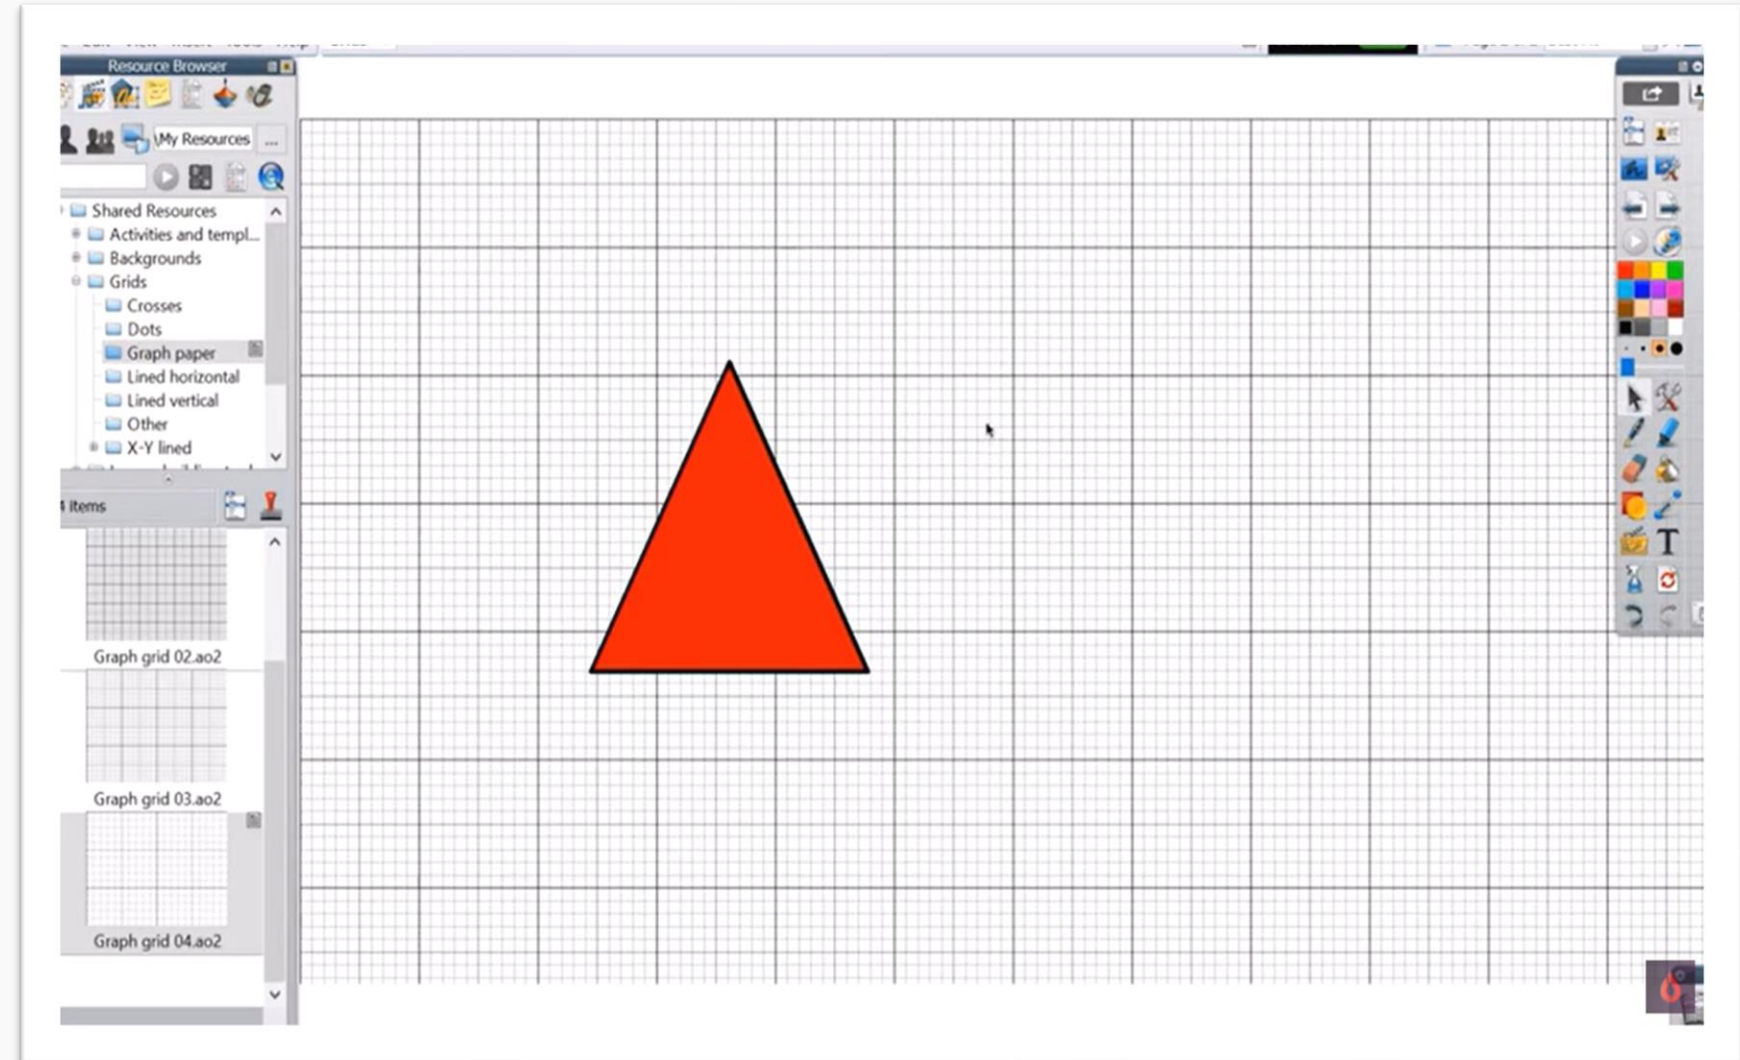 Resource Browser
\My Resources
...
Shared Resources
Activities and templ...
Backgrounds
Grids
Crosses
Dots
Graph paper
Lined horizontal
Lined vertical
Other
X-Y lined
4 items
Graph grid 02.ao2
Graph grid 03.ao2
Graph grid 04.ao2
T